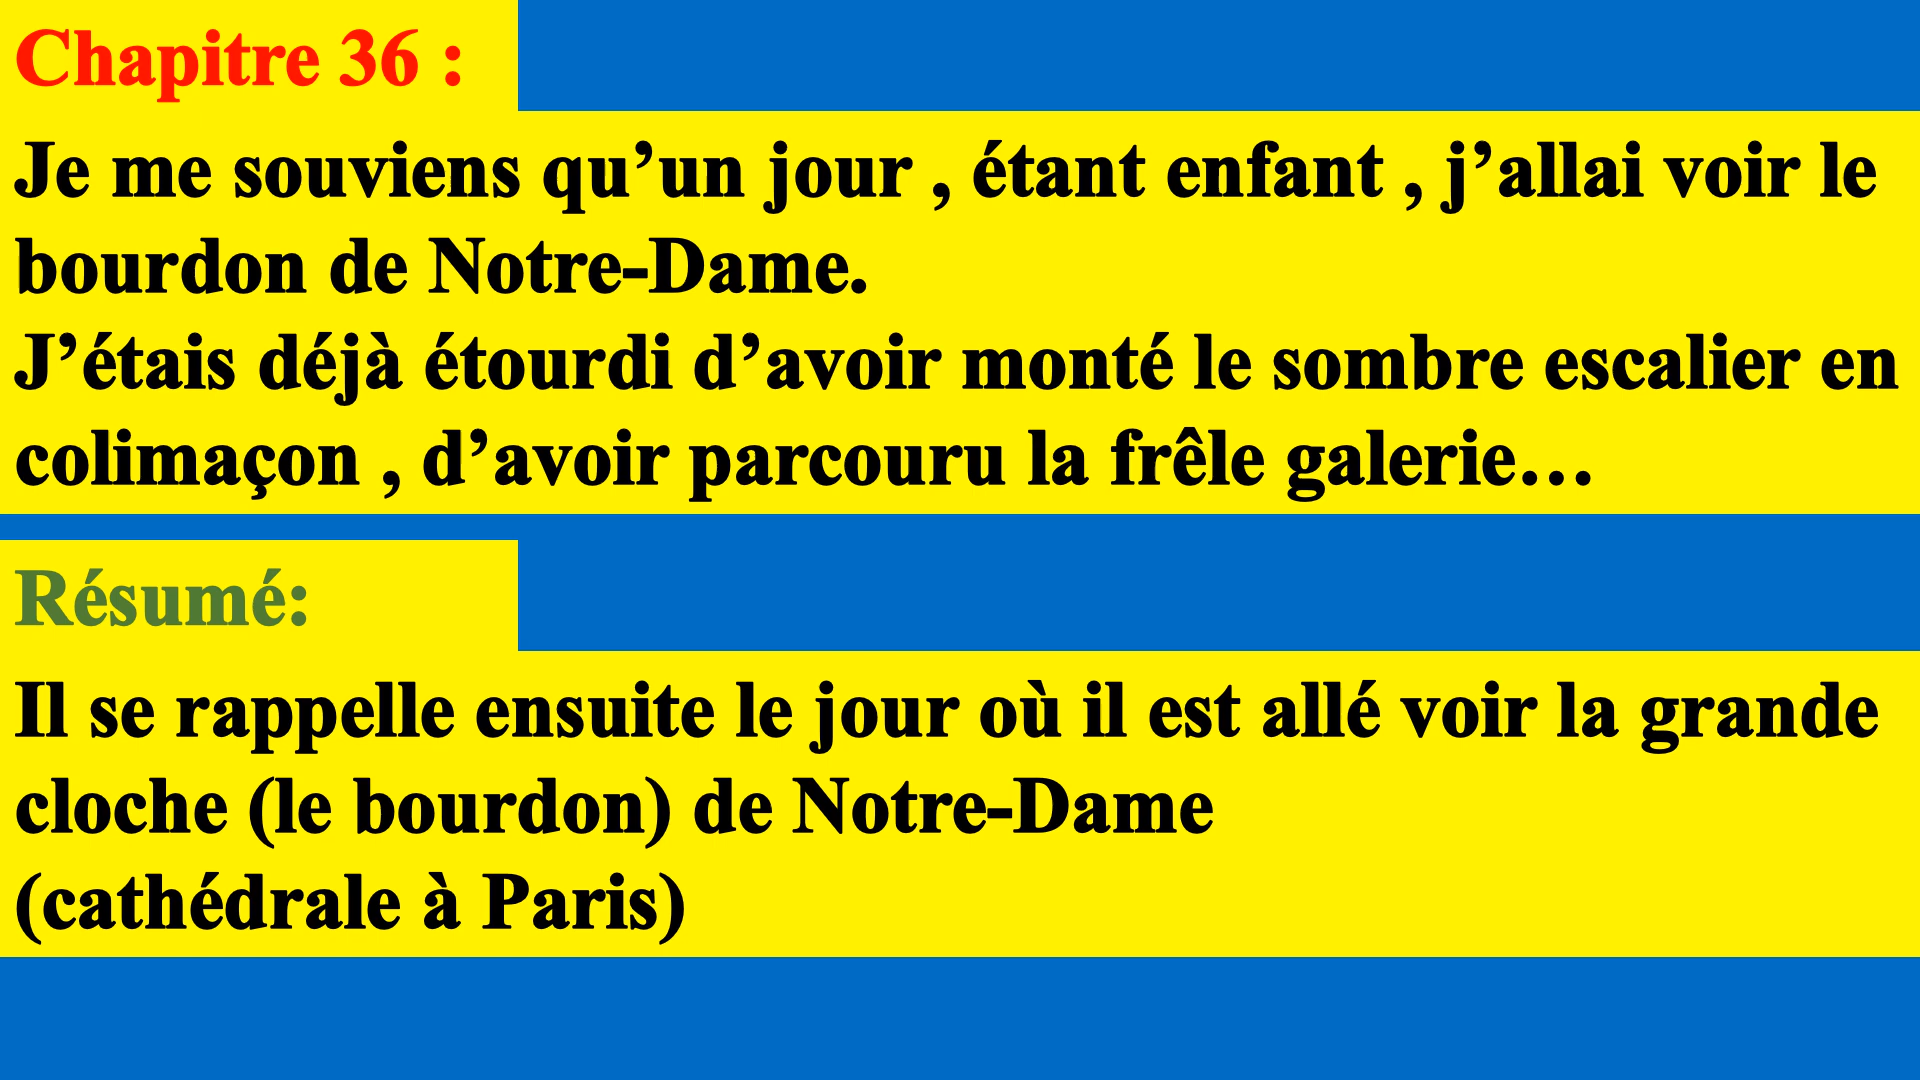 Chapitre 36 :
Je me souviens qu’un jour , étant enfant , j’allai voir le
bourdon de Notre-Dame.
J’étais déjà étourdi d’avoir monté le sombre escalier en
colimaçon , d’avoir parcouru la frêle galerie…
Résumé:
Il se rappelle ensuite le jour où il est allé voir la grande
cloche (le bourdon) de Notre-Dame
(cathédrale à Paris)